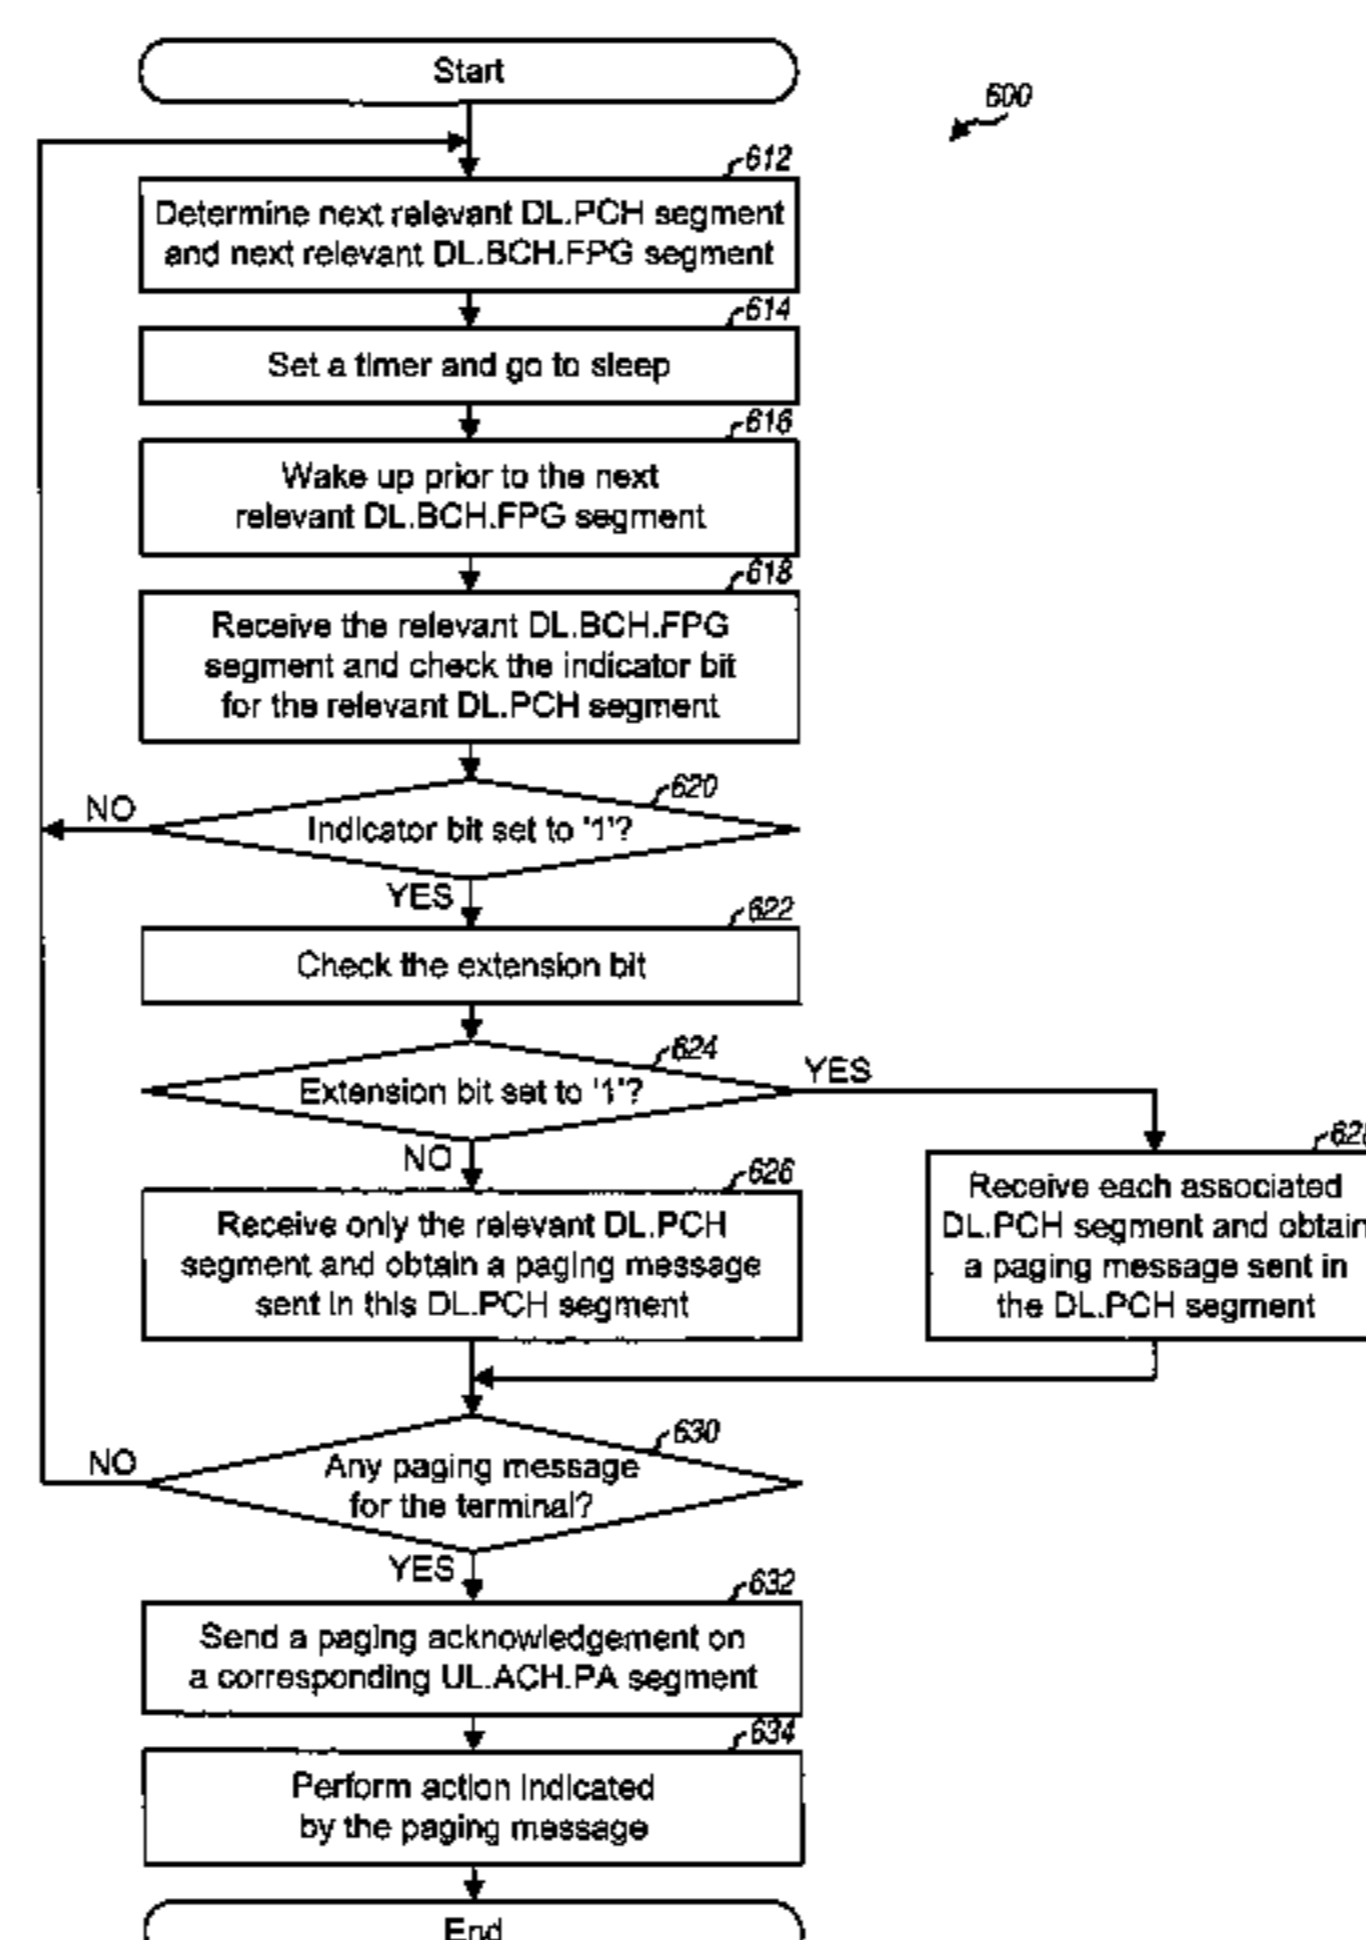 Start
600
612
Determine next relevant DL.PCH segment
and next relevant DL.BCH.FPG segment
614
Set a timer and go to sleep
616
Wake up prior to the next
relevant DL.BCH.FPG segment
618
Receive the relevant DL.BCH.FPG
segment and check the indicator bit
for the relevant DL.PCH segment
620
NO
Indicator bit set to '1'?
YES
622
Check the extension bit
624
Extension bit set to '1'?
YES
NO
626
Receive only the relevant DL.PCH
segment and obtain a paging message
sent in this DL.PCH segment
628
Receive each associated
DL.PCH segment and obtain
a paging message sent in
the DL.PCH segment
630
NO
Any paging message
for the terminal?
YES
632
Send a paging acknowledgement on
a corresponding UL.ACH.PA segment
634
Perform action indicated
by the paging message
End